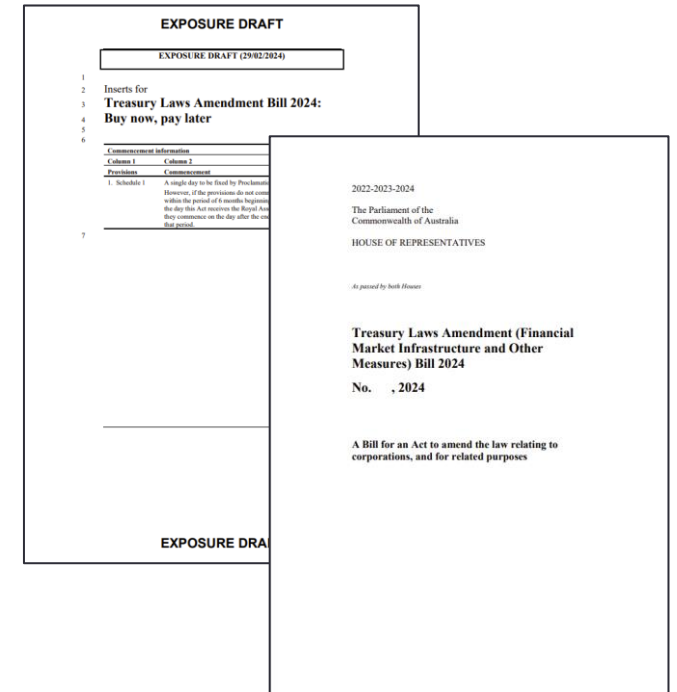 EXPOSURE DRAFT
EXPOSURE DRAFT (29/02/2024)
1
2 Inserts for
3 Treasury Laws Amendment Bill 2024:
4 Buy now, pay later
5
6
Commencement information
Column 1 Column 2
Provisions Commencement
1. Schedule 1 A single day to be fixed by
However, if the provisions do not
within the period of 6 months
the day this Act receives the Royal
they commence on the day after the
that period.
7
EXPOSURE
2022-2023-2024
The Parliament of the
Commonwealth of Australia
HOUSE OF REPRESENTATIVES
As passed by both Houses
Treasury Laws Amendment (Financial
Market Infrastructure and Other
Measures) Bill 2024
No. , 2024
A Bill for an Act to amend the law relating to
corporations, and for related purposes